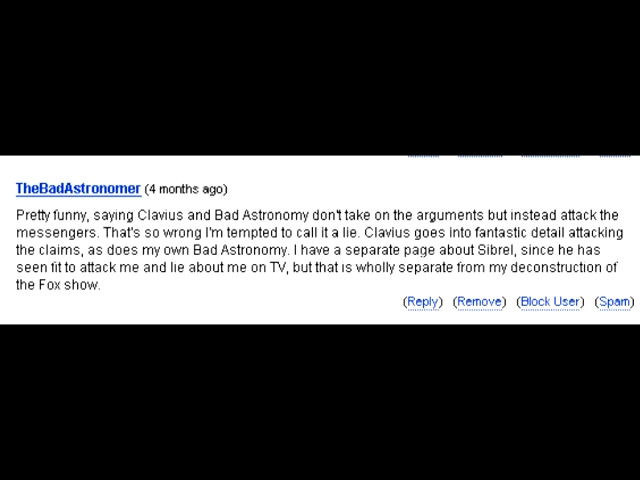 TheBadAstronomer (4 months ago)
Pretty funny, saying Clavius and Bad Astronomy don't take on the arguments but instead attack the
messengers. That's so wrong I'm tempted to call it a lie. Clavius goes into fantastic detail attacking
the claims, as does my own Bad Astronomy. I have a separate page about Sibrel, since he has
seen fit to attack me and lie about me on TV, but that is wholly separate from my deconstruction of
the Fox show.
(Reply) (Remove) (Block User) (Spam)